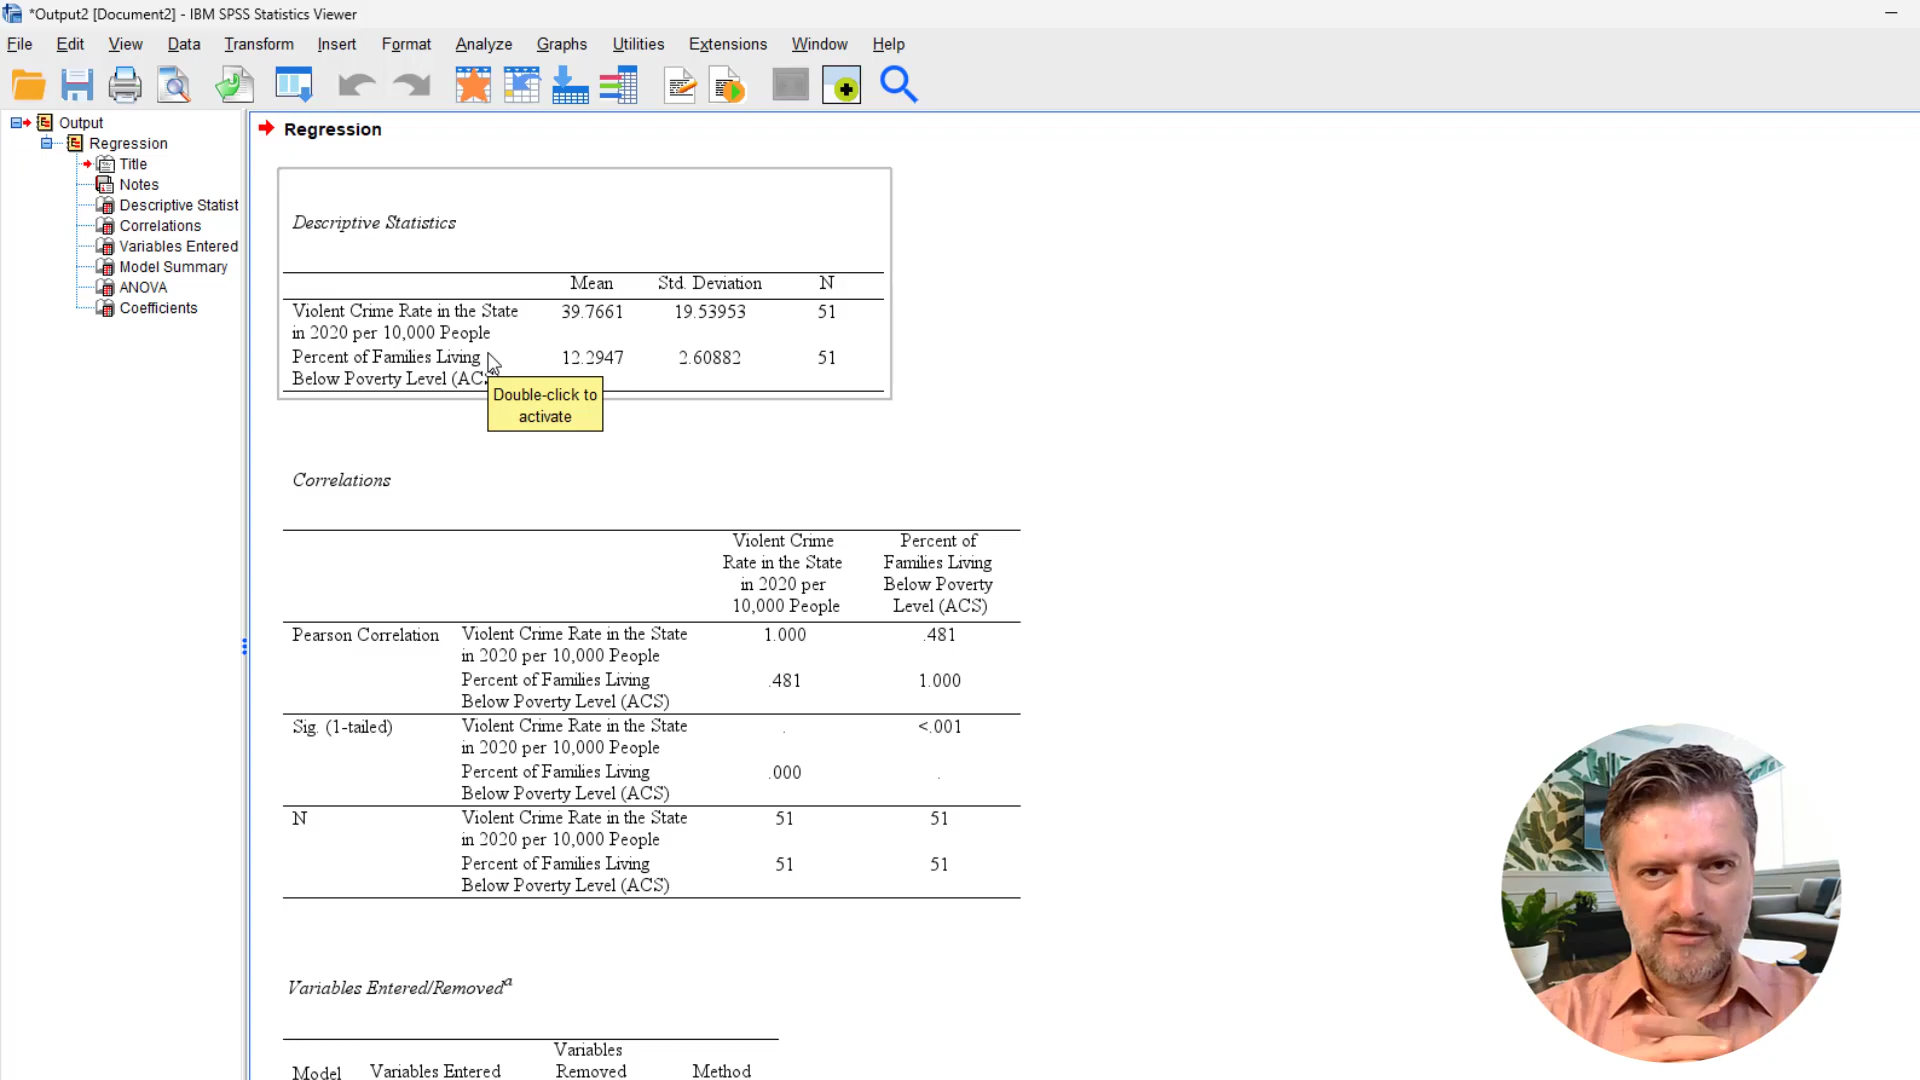 *Output2 [Document2] - IBM SPSS Statistics Viewer
File Edit View Data Transform Insert Format Analyze Graphs Utilities Extensions Window Help
Output
Regression
Title
Notes
Descriptive Statist
Correlations
Variables Entered
Model Summary
ANOVA
Coefficients
Regression
Descriptive Statistics
Mean Std. Deviation N
Violent Crime Rate in the State 39.7661 19.53953 51
in 2020 per 10,000 People
Percent of Families Living 12.2947 2.60882 51
Below Poverty Level (AC
Double-click to
activate
Correlations
Violent Crime Percent of
Rate in the State Families Living
in 2020 per Below Poverty
10,000 People Level (ACS)
Pearson Correlation Violent Crime Rate in the State 1.000 .481
in 2020 per 10,000 People
Percent of Families Living .481 1.000
Below Poverty Level (ACS)
Sig. (1-tailed) Violent Crime Rate in the State . <.001
in 2020 per 10,000 People
Percent of Families Living .000 .
Below Poverty Level (ACS)
N Violent Crime Rate in the State 51 51
in 2020 per 10,000 People
Percent of Families Living 51 51
Below Poverty Level (ACS)
Variables Entered/Removedª
Variables
Model Variables Entered Removed Method